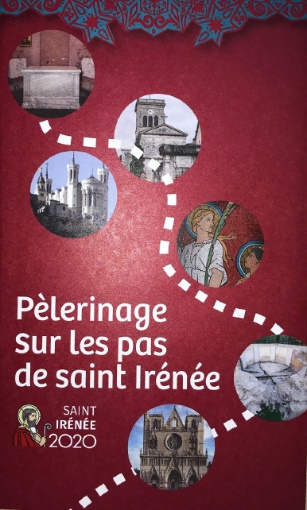 Pèlerinage
sur les pas
de saint Irénée
SAINT
IRÉNÉE
2020